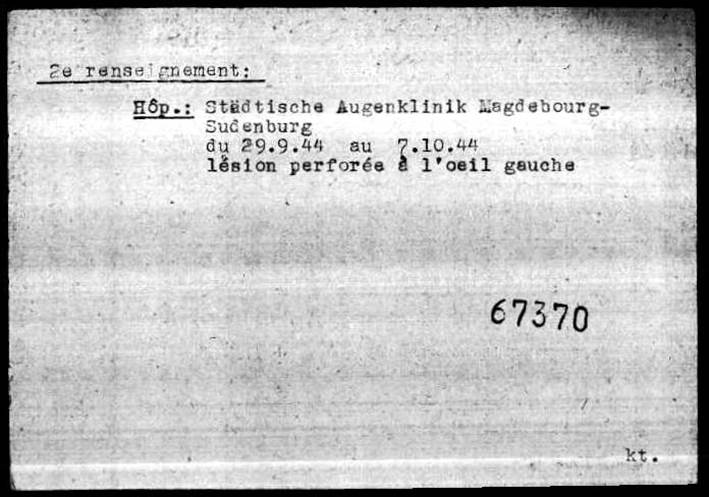 2e renseignement:
Hôp.: Städtische Augenklinik Magdebourg-
Sudenburg
du 29.9.44 au 7.10.44
lésion perforée à l'oeil gauche
67370
kt.